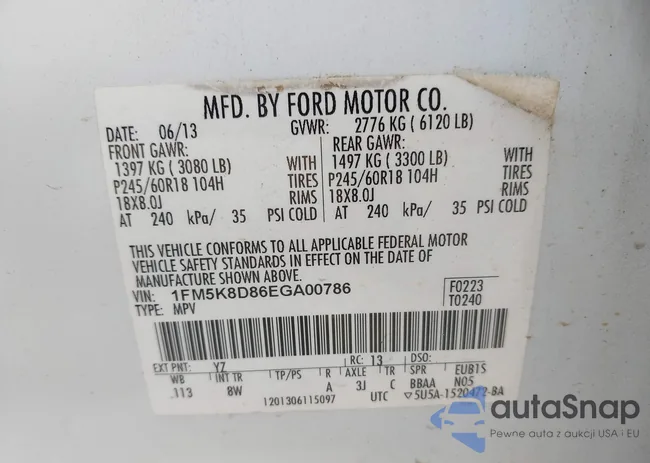 MFD. BY FORD MOTOR CO.
DATE: 06/13 GVWR: 2776 KG ( 6120 LB)
FRONT GAWR: REAR GAWR:
1397 KG ( 3080 LB) WITH 1497 KG ( 3300 LB) WITH
P245/60R18 104H TIRES P245/60R18 104H TIRES
18X8.0J RIMS 18X8.0J RIMS
AT 240 kPa/ 35 PSI COLD AT 240 kPa/ 35 PSI COLD
THIS VEHICLE CONFORMS TO ALL APPLICABLE FEDERAL MOTOR
VEHICLE SAFETY STANDARDS IN EFFECT ON THE DATE OF
MANUFACTURE SHOWN ABOVE.
VIN: 1FM5K8D86EGA00786 F0223
TYPE: MPV T0240
EXT PNT: YZ RC: 13 DSO:
WB INT TR TP/PS R AXLE TR SPR EUB1S
113 8W A 3J C BBAA N05
1201306115097 UTC ▽5U5A-1520472-BA
autoSnap
Pewne auta z aukcji USA i EU